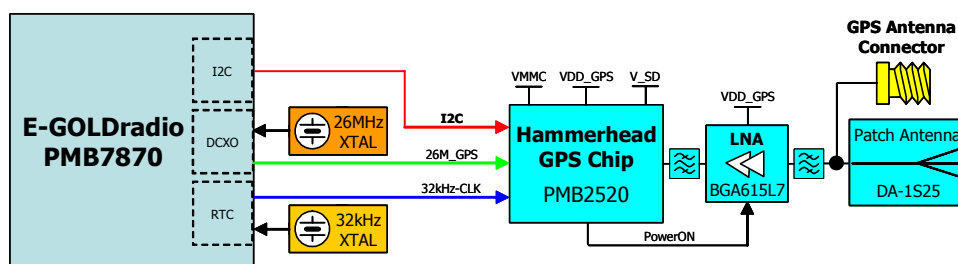 E-GOLDradio
PMB7870
I2C
DCXO
RTC
26MHz
XTAL
32kHz
XTAL
I2C
26M_GPS
32kHz-CLK
VMMC
VDD_GPS
V_SD
Hammerhead
GPS Chip
PMB2520
PowerON
VDD_GPS
LNA
BGA615L7
GPS Antenna
Connector
Patch Antenna
DA-1S25